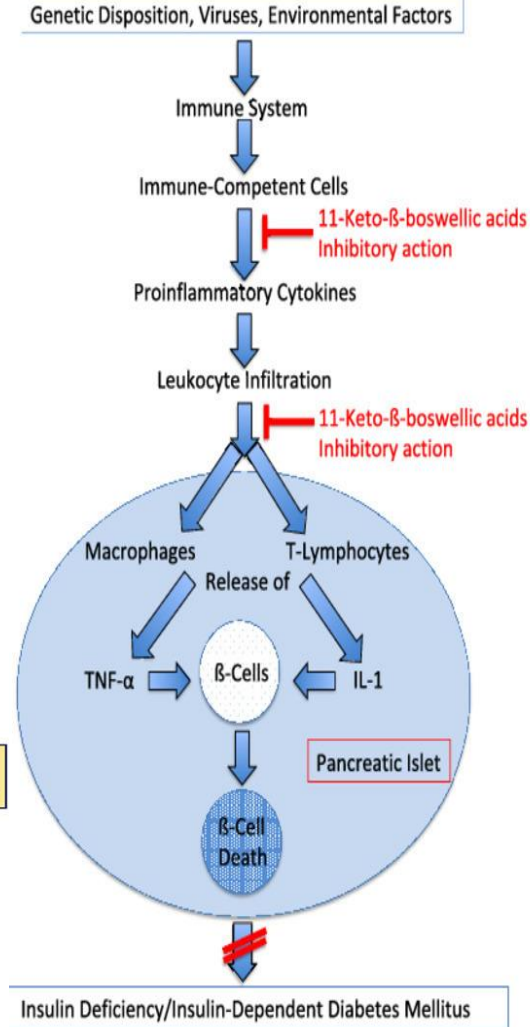 Genetic Disposition, Viruses, Environmental Factors
Immune System
Immune-Competent Cells
11-Keto-ß-boswellic acids
Inhibitory action
Proinflammatory Cytokines
Leukocyte Infiltration
11-Keto-ß-boswellic acids
Inhibitory action
Macrophages
T-Lymphocytes
Release of
TNF-α
ß-Cells
IL-1
Pancreatic Islet
ß-Cell
Death
Insulin Deficiency/Insulin-Dependent Diabetes Mellitus